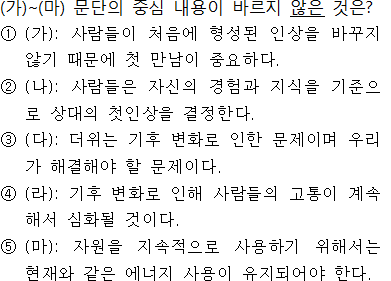 (가)~(마) 문단의 중심 내용이 바르지 않은 것은?
① (가): 사람들이 처음에 형성된 인상을 바꾸지
않기 때문에 첫 만남이 중요하다.
② (나): 사람들은 자신의 경험과 지식을 기준으
로 상대의 첫인상을 결정한다.
③ (다): 더위는 기후 변화로 인한 문제이며 우리
가 해결해야 할 문제이다.
④ (라): 기후 변화로 인해 사람들의 고통이 계속
해서 심화될 것이다.
⑤ (마): 자원을 지속적으로 사용하기 위해서는
현재와 같은 에너지 사용이 유지되어야 한다.